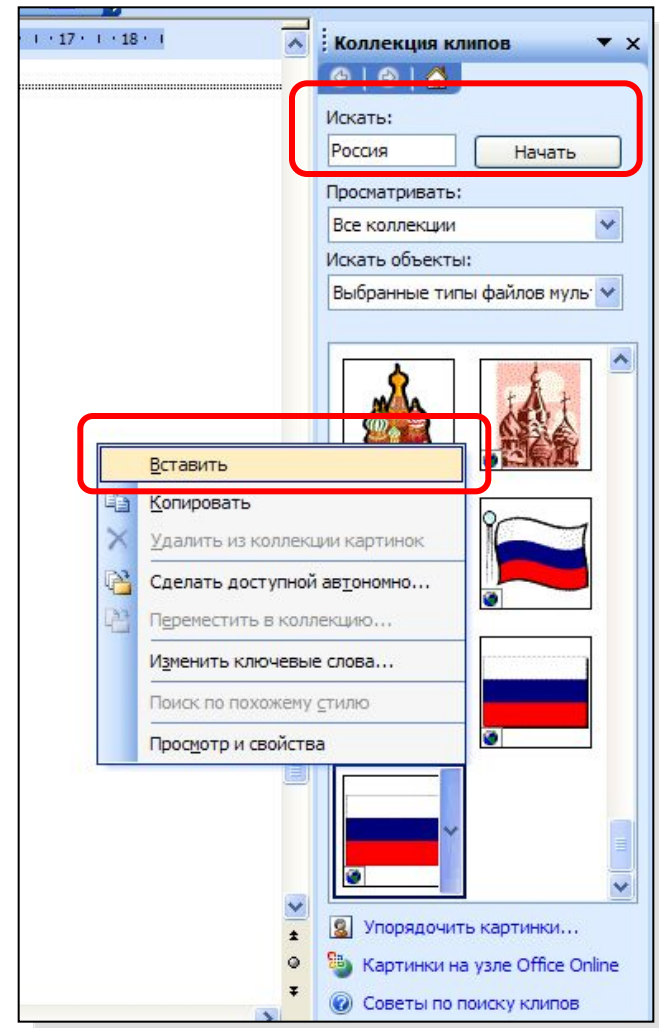 17 · 18
Коллекция клипов
Искать:
Россия
Начать
Просматривать:
Все коллекции
Искать объекты:
Выбранные типы файлов муль
Вставить
Копировать
Удалить из коллекции картинок
Сделать доступной автономно...
Переместить в коллекцию...
Изменить ключевые слова...
Поиск по похожему стилю
Просмотр и свойства
Упорядочить картинки...
Картинки на узле Office Online
Советы по поиску клипов